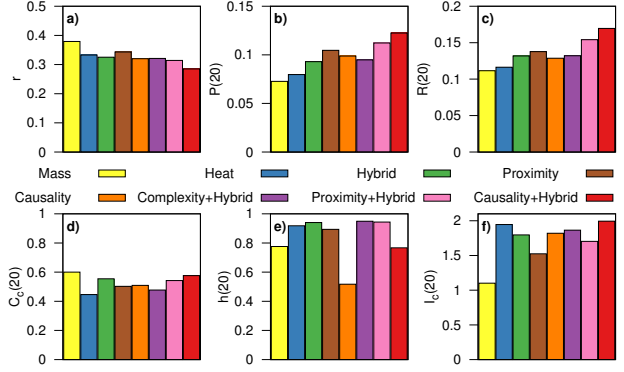 a) b) c)
0.5 0.15 0.2
0.4 0.15
0.3 0.1 0.1
0.2 0.05 0.05
0.1
0 0 0
r P(20) R(20)
Mass Heat Hybrid Proximity
Causality Complexity+Hybrid Proximity+Hybrid Causality+Hybrid
d) e) f)
1 1 2
0.8 0.8 1.5
0.6 0.6 1
0.4 0.4 0.5
0.2 0.2
0 0 0
C_c(20) h(20) I_c(20)